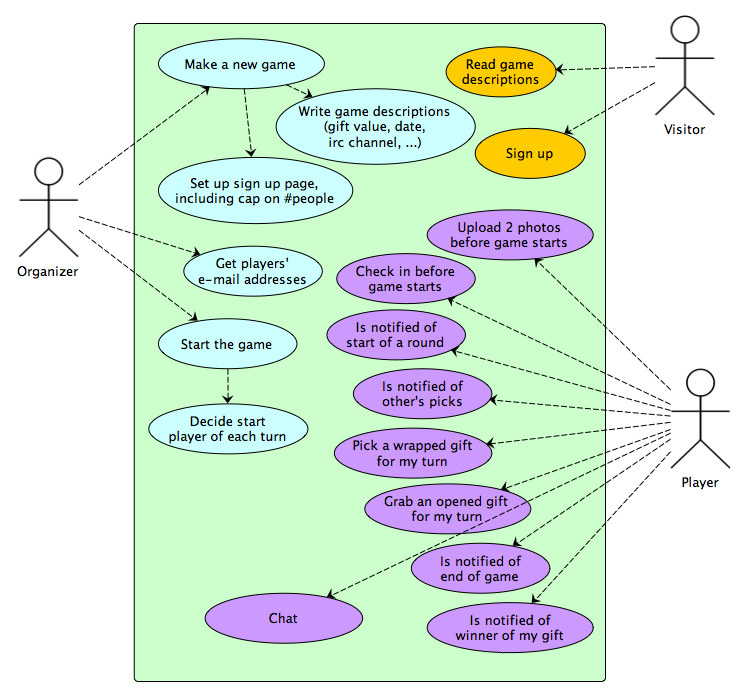 Make a new game
Write game descriptions
(gift value, date,
irc channel, ...)
Set up sign up page,
including cap on #people
Read game
descriptions
Sign up
Visitor
Organizer
Get players'
e-mail addresses
Start the game
Decide start
player of each turn
Upload 2 photos
before game starts
Check in before
game starts
Is notified of
start of a round
Is notified of
other's picks
Pick a wrapped gift
for my turn
Grab an opened gift
for my turn
Is notified of
end of game
Chat
Is notified of
winner of my gift
Player